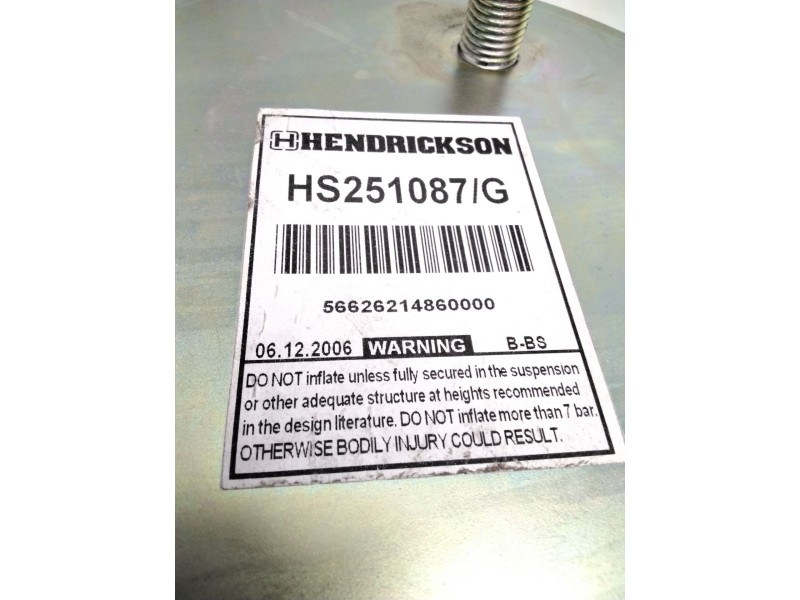 HENDRICKSON
HS251087/G
56626214860000
06.12.2006 WARNING B-BS
DO NOT inflate unless fully secured in the suspension
or other adequate structure at heights recommended
in the design literature. DO NOT inflate more than 7 bar.
OTHERWISE BODILY INJURY COULD RESULT.